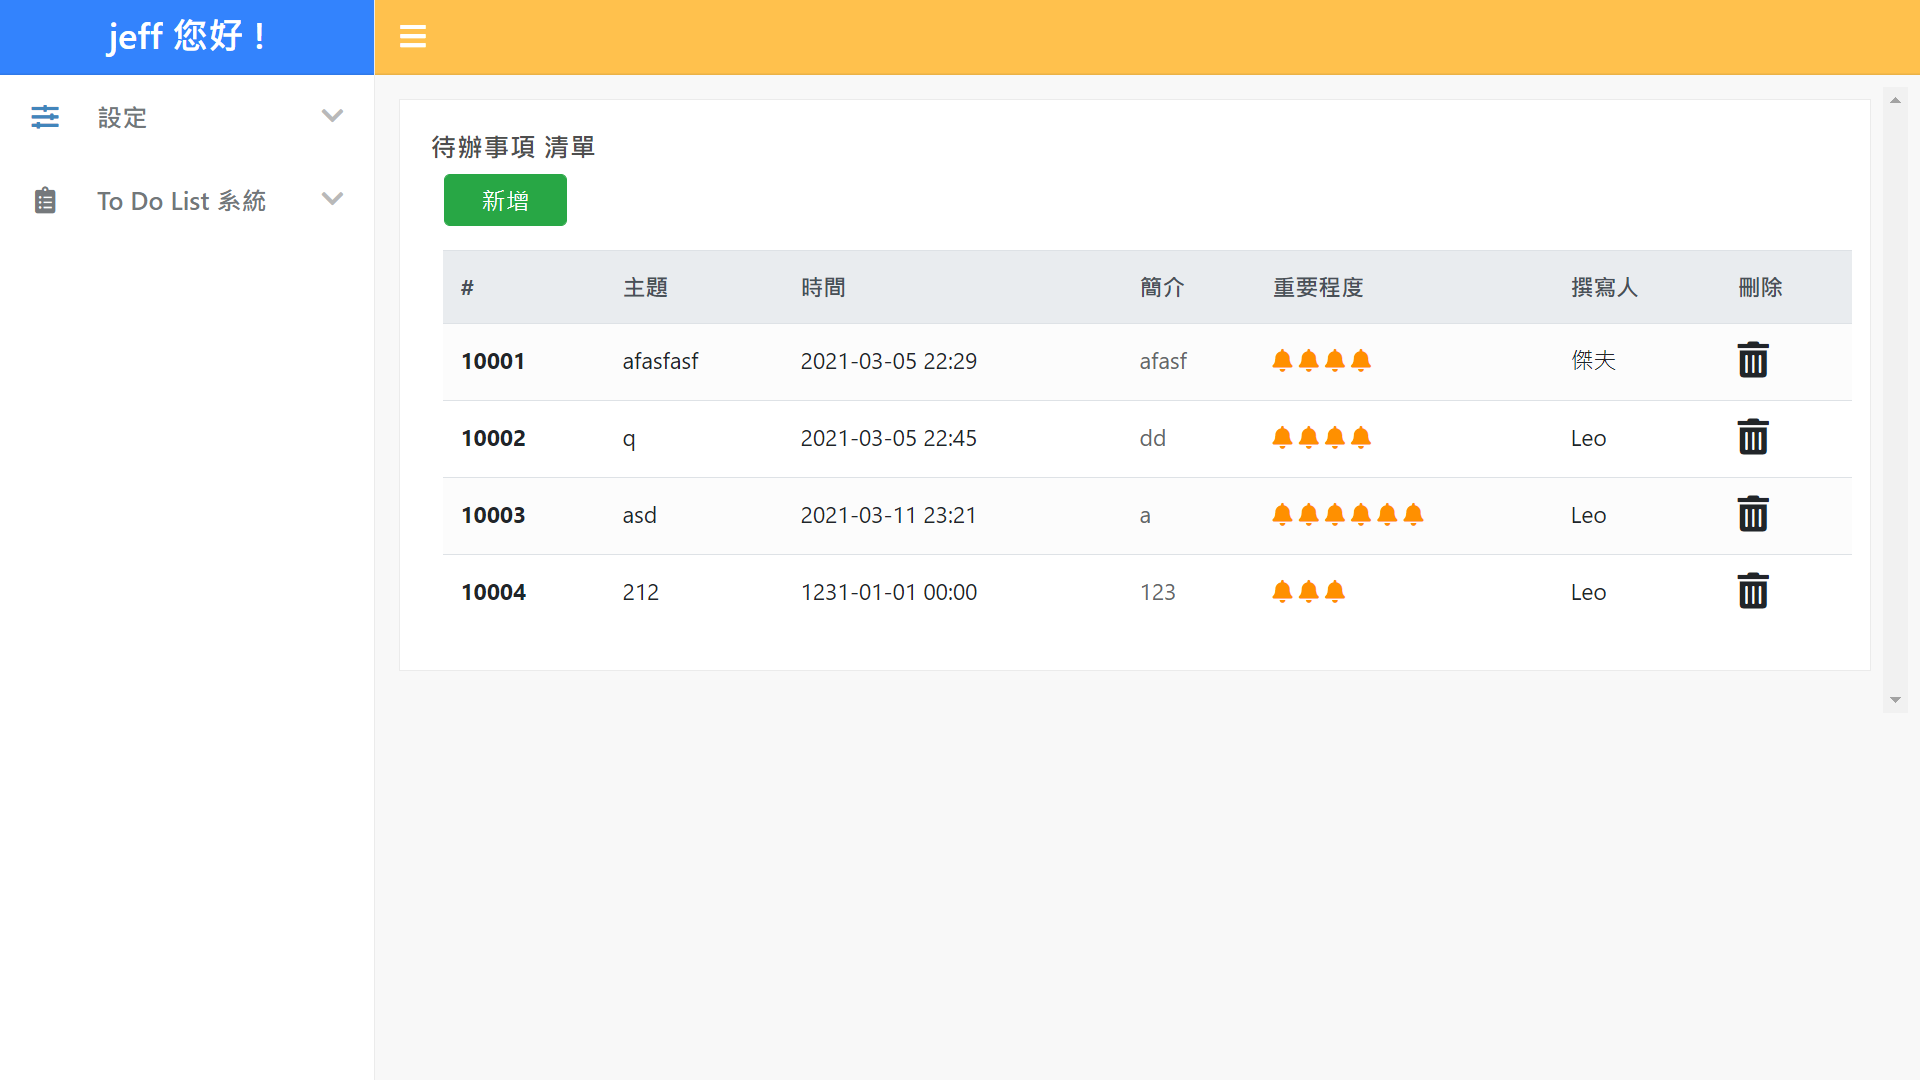 jeff 您好！
設定
To Do List 系統
待辦事項 清單
新增
# 主題 時間 簡介 重要程度 撰寫人 刪除
10001 afasfasf 2021-03-05 22:29 afasf 傑夫
10002 q 2021-03-05 22:45 dd Leo
10003 asd 2021-03-11 23:21 a Leo
10004 212 1231-01-01 00:00 123 Leo